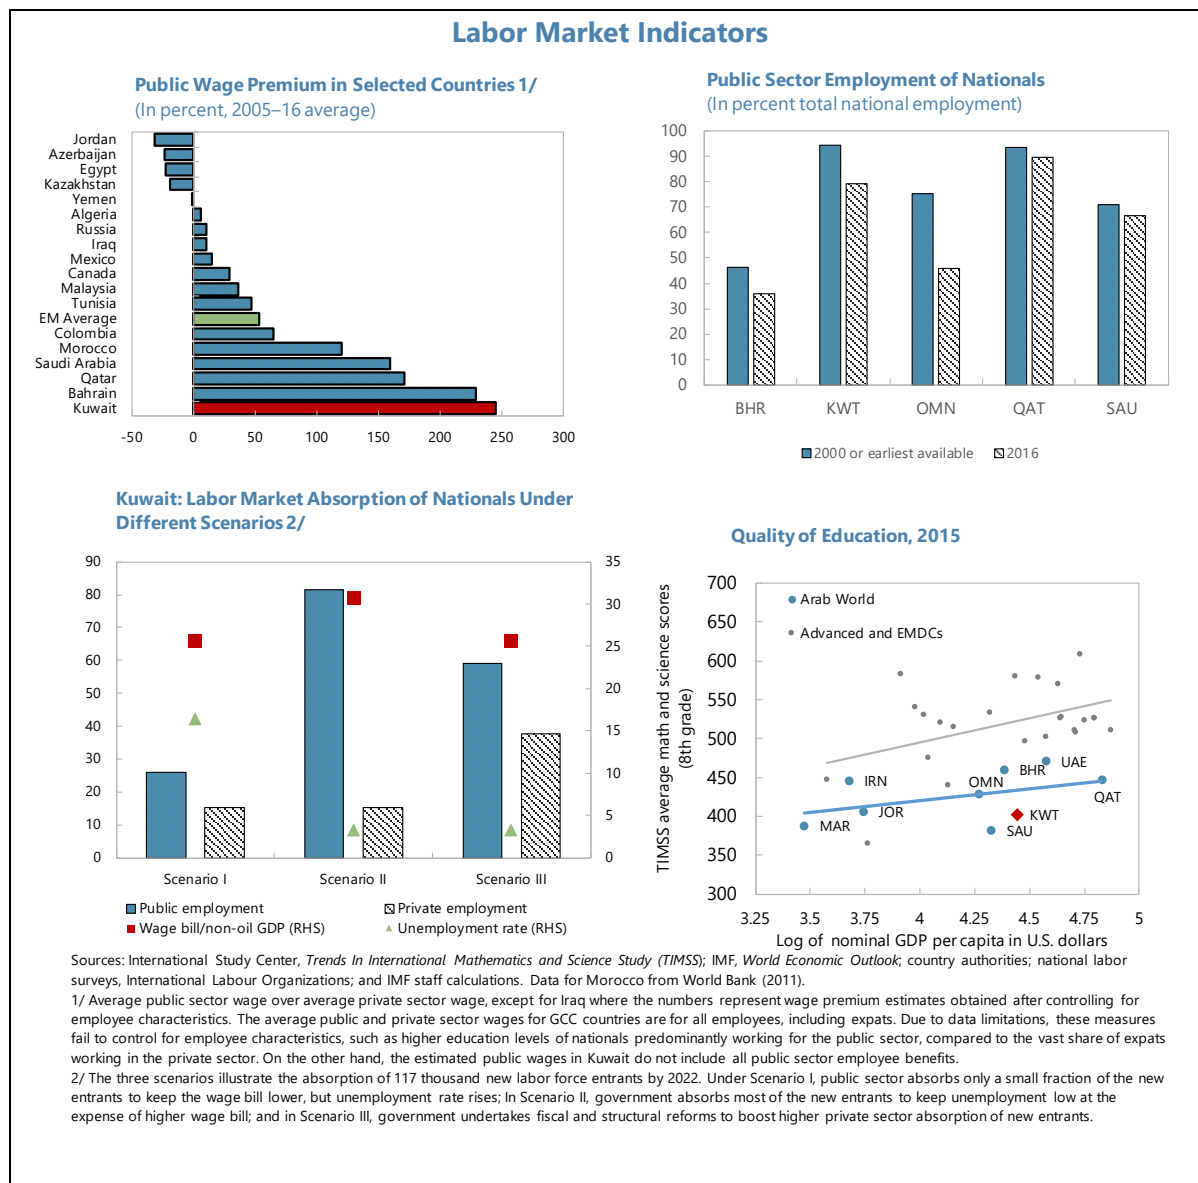 Labor Market Indicators
Public Wage Premium in Selected Countries 1/
(In percent, 2005–16 average)
Jordan
Azerbaijan
Egypt
Kazakhstan
Yemen
Algeria
Russia
Iraq
Mexico
Canada
Malaysia
Tunisia
EM Average
Colombia
Morocco
Saudi Arabia
Qatar
Bahrain
Kuwait
-50 0 50 100 150 200 250 300
Public Sector Employment of Nationals
(In percent total national employment)
100
90
80
70
60
50
40
30
20
10
0
BHR KWT OMN QAT SAU
2000 or earliest available 2016
Kuwait: Labor Market Absorption of Nationals Under
Different Scenarios 2/
90
80
70
60
50
40
30
20
10
0
35
30
25
20
15
10
5
0
Scenario I Scenario II Scenario III
Public employment Private employment
Wage bill/non-oil GDP (RHS) Unemployment rate (RHS)
Quality of Education, 2015
TIMSS average math and science scores
(8th grade)
700
650
600
550
500
450
400
350
300
Arab World
Advanced and EMDCs
IRN
MAR
JOR
OMN
BHR
UAE
QAT
KWT
SAU
3.25 3.5 3.75 4 4.25 4.5 4.75 5
Log of nominal GDP per capita in U.S. dollars
Sources: International Study Center, Trends In International Mathematics and Science Study (TIMSS); IMF, World Economic Outlook; country authorities; national labor
surveys, International Labour Organizations; and IMF staff calculations. Data for Morocco from World Bank (2011).
1/ Average public sector wage over average private sector wage, except for Iraq where the numbers represent wage premium estimates obtained after controlling for
employee characteristics. The average public and private sector wages for GCC countries are for all employees, including expats. Due to data limitations, these measures
fail to control for employee characteristics, such as higher education levels of nationals predominantly working for the public sector, compared to the vast share of expats
working in the private sector. On the other hand, the estimated public wages in Kuwait do not include all public sector employee benefits.
2/ The three scenarios illustrate the absorption of 117 thousand new labor force entrants by 2022. Under Scenario I, public sector absorbs only a small fraction of the new
entrants to keep the wage bill lower, but unemployment rate rises; In Scenario II, government absorbs most of the new entrants to keep unemployment low at the
expense of higher wage bill; and in Scenario III, government undertakes fiscal and structural reforms to boost higher private sector absorption of new entrants.